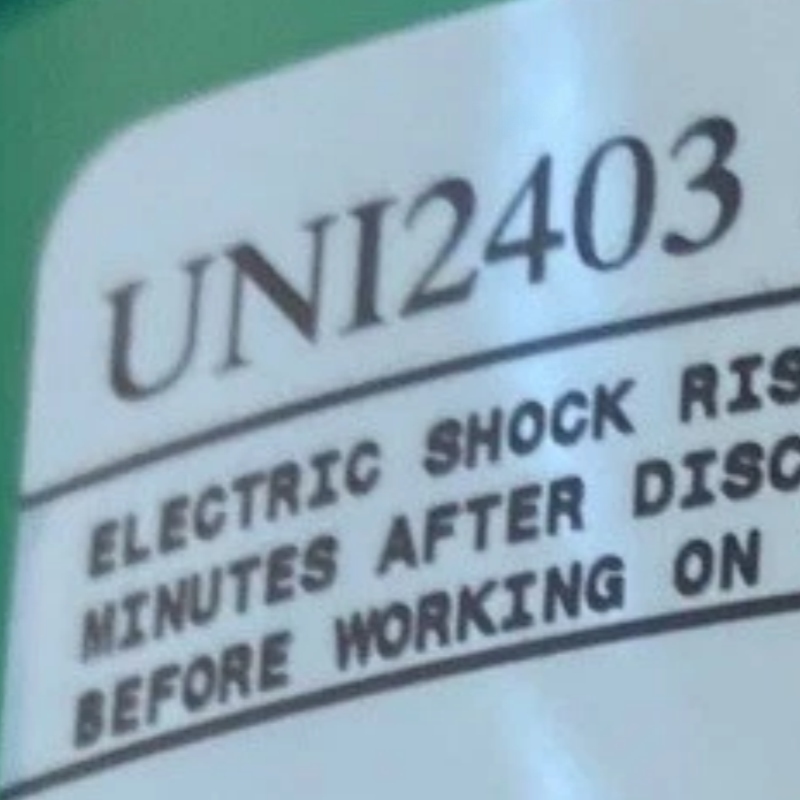 UNI2403
ELECTRIC SHOCK RIS
MINUTES AFTER DISC
BEFORE WORKING ON